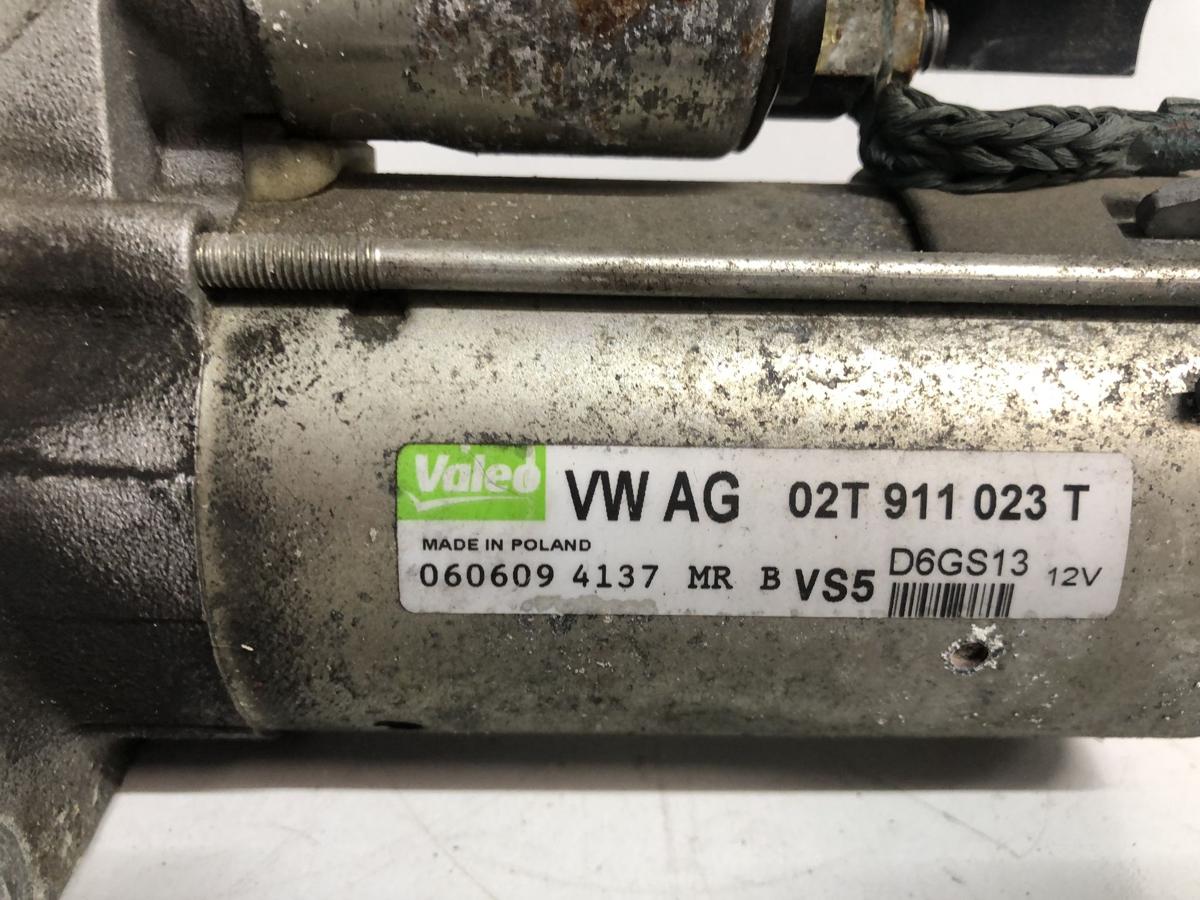 Valeo VW AG 02T 911 023 T
MADE IN POLAND
060609 4137 MR B VS5 D6GS13 12V